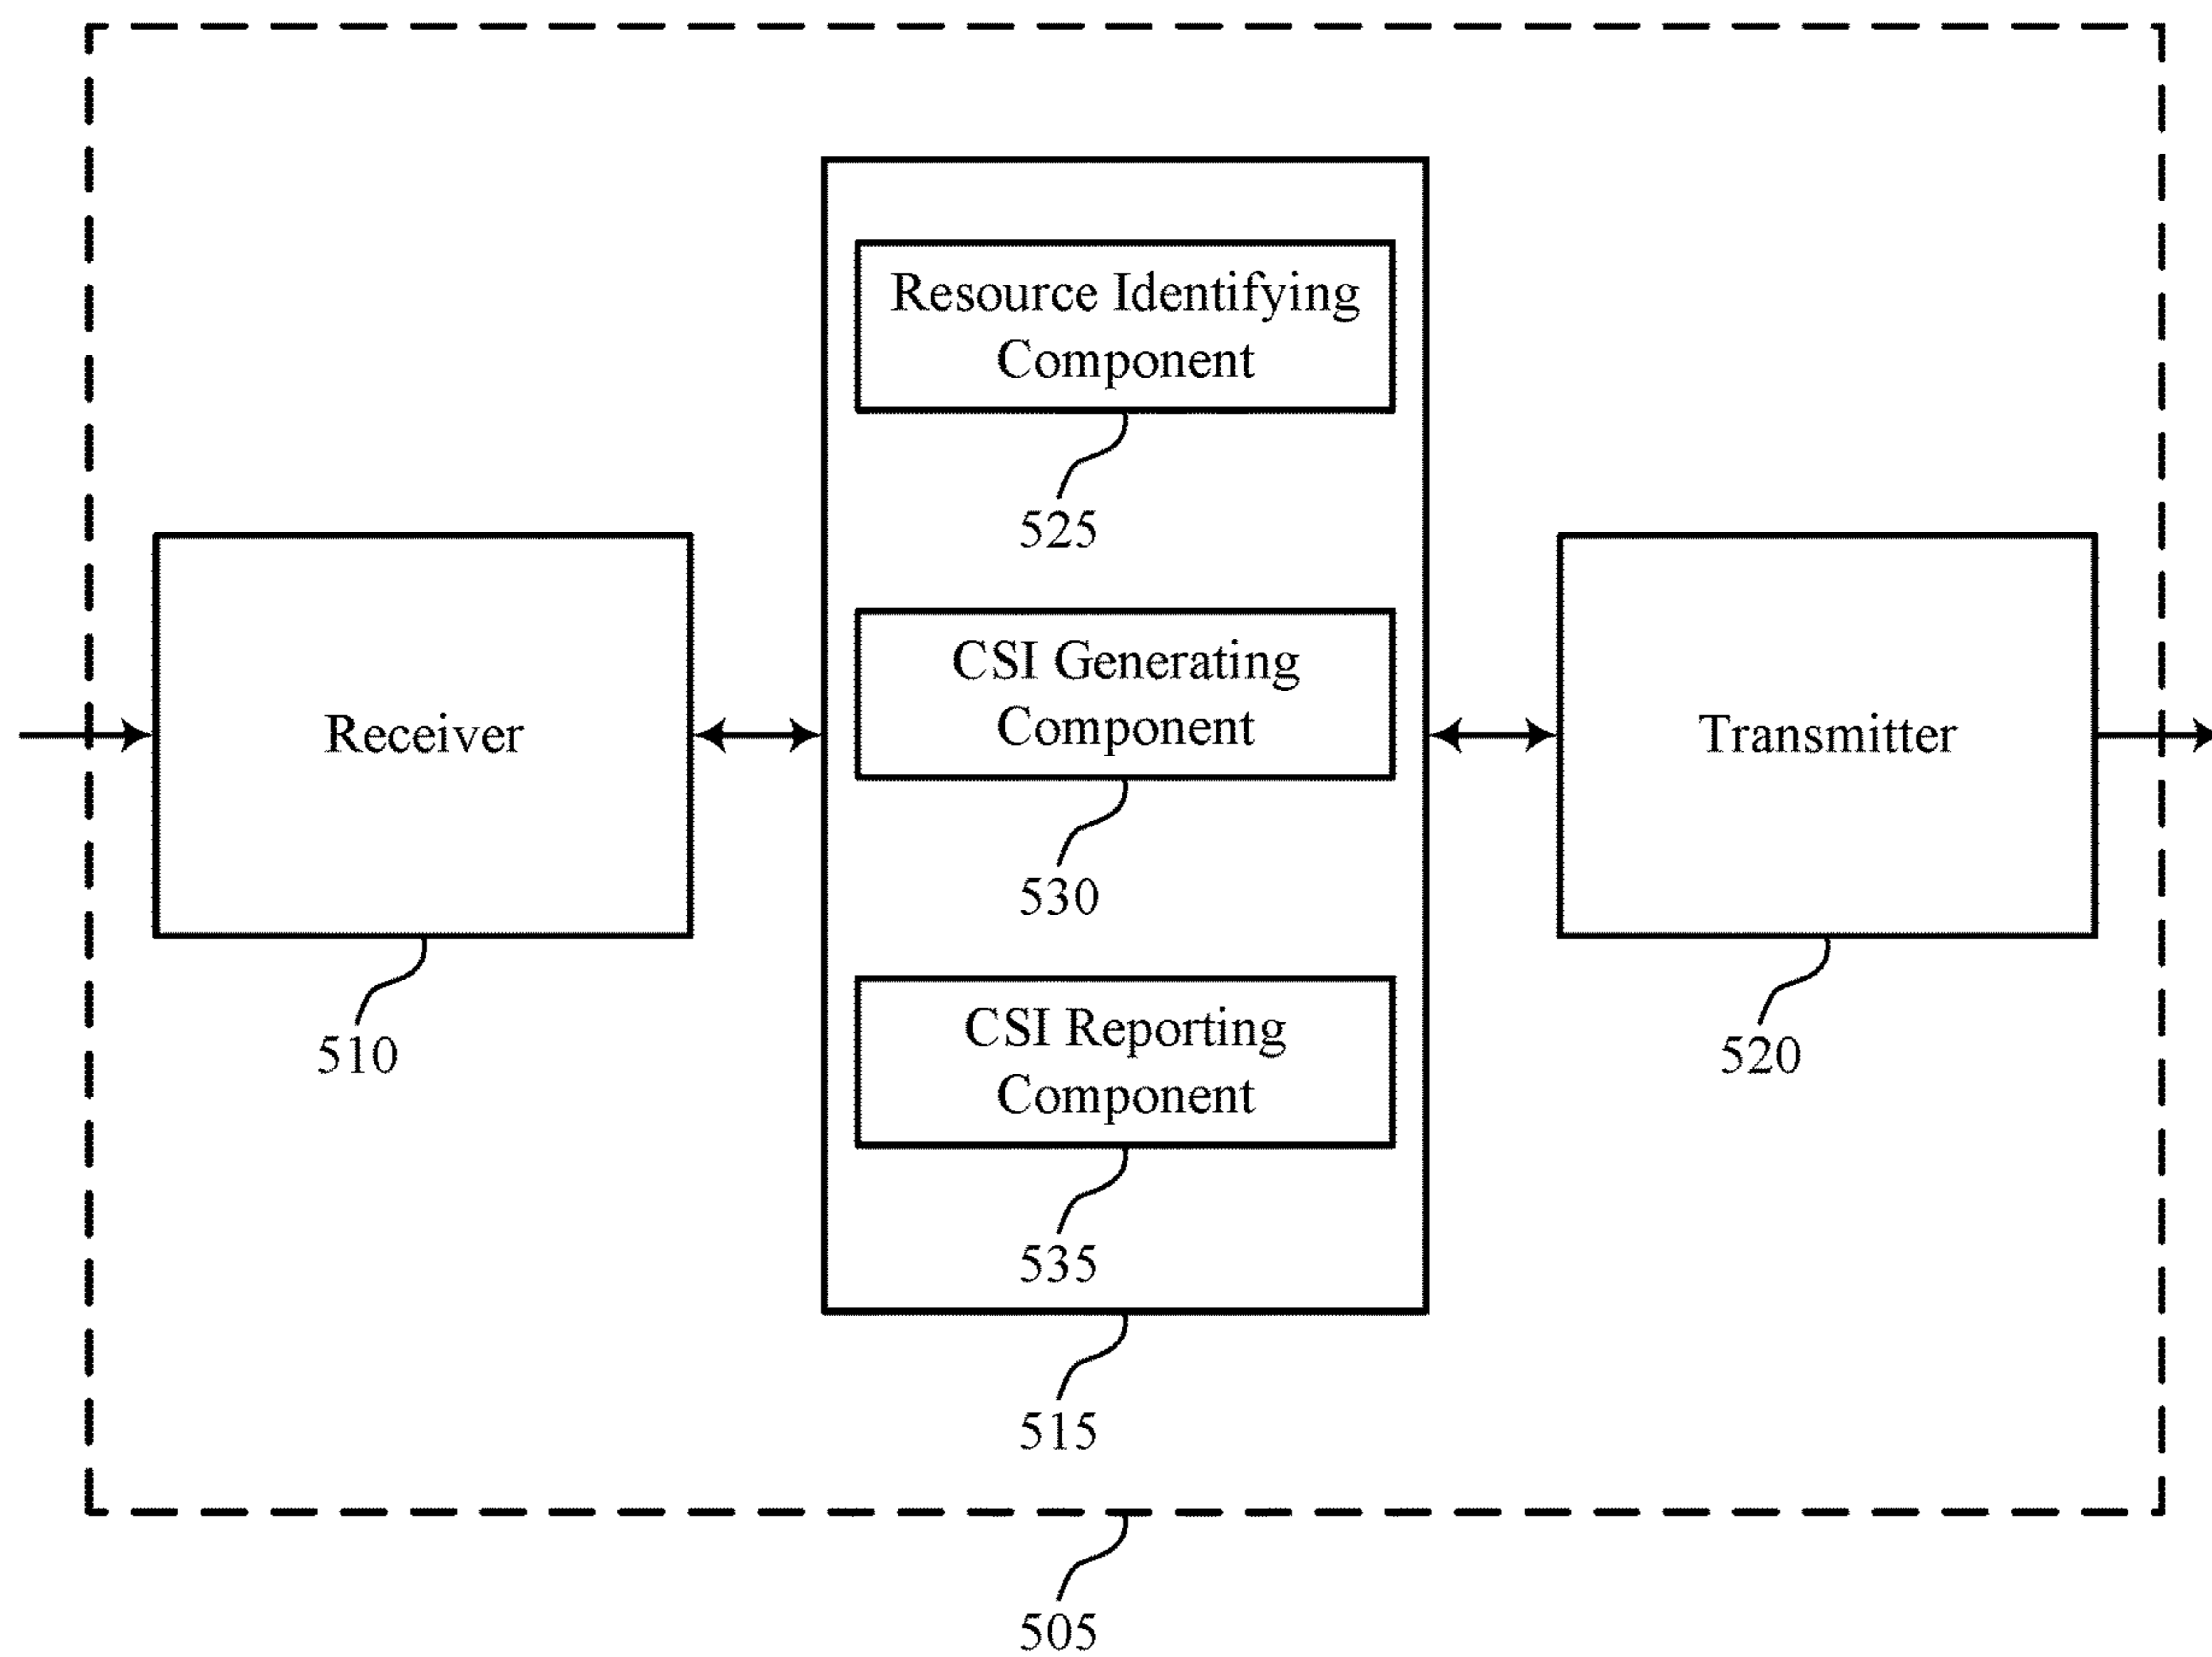 Resource Identifying
Component
525
Receiver
510
CSI Generating
Component
530
Transmitter
520
CSI Reporting
Component
535
515
505